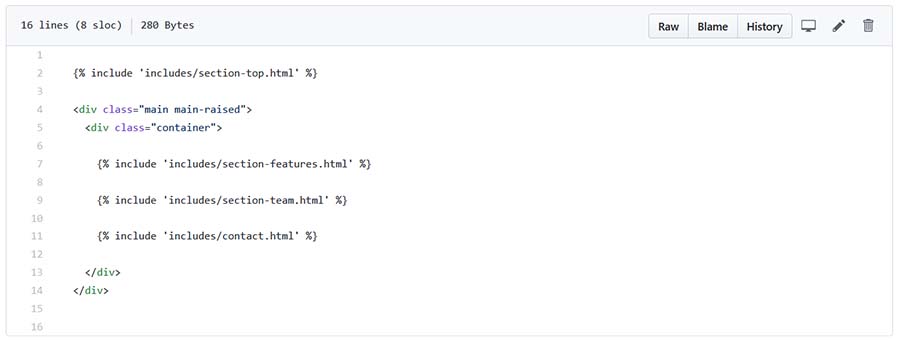 16 lines (8 sloc) 280 Bytes Raw Blame History
1
2 {% include 'includes/section-top.html' %}
3
4 <div class="main main-raised">
5 <div class="container">
6
7 {% include 'includes/section-features.html' %}
8
9 {% include 'includes/section-team.html' %}
10
11 {% include 'includes/contact.html' %}
12
13 </div>
14 </div>
15
16